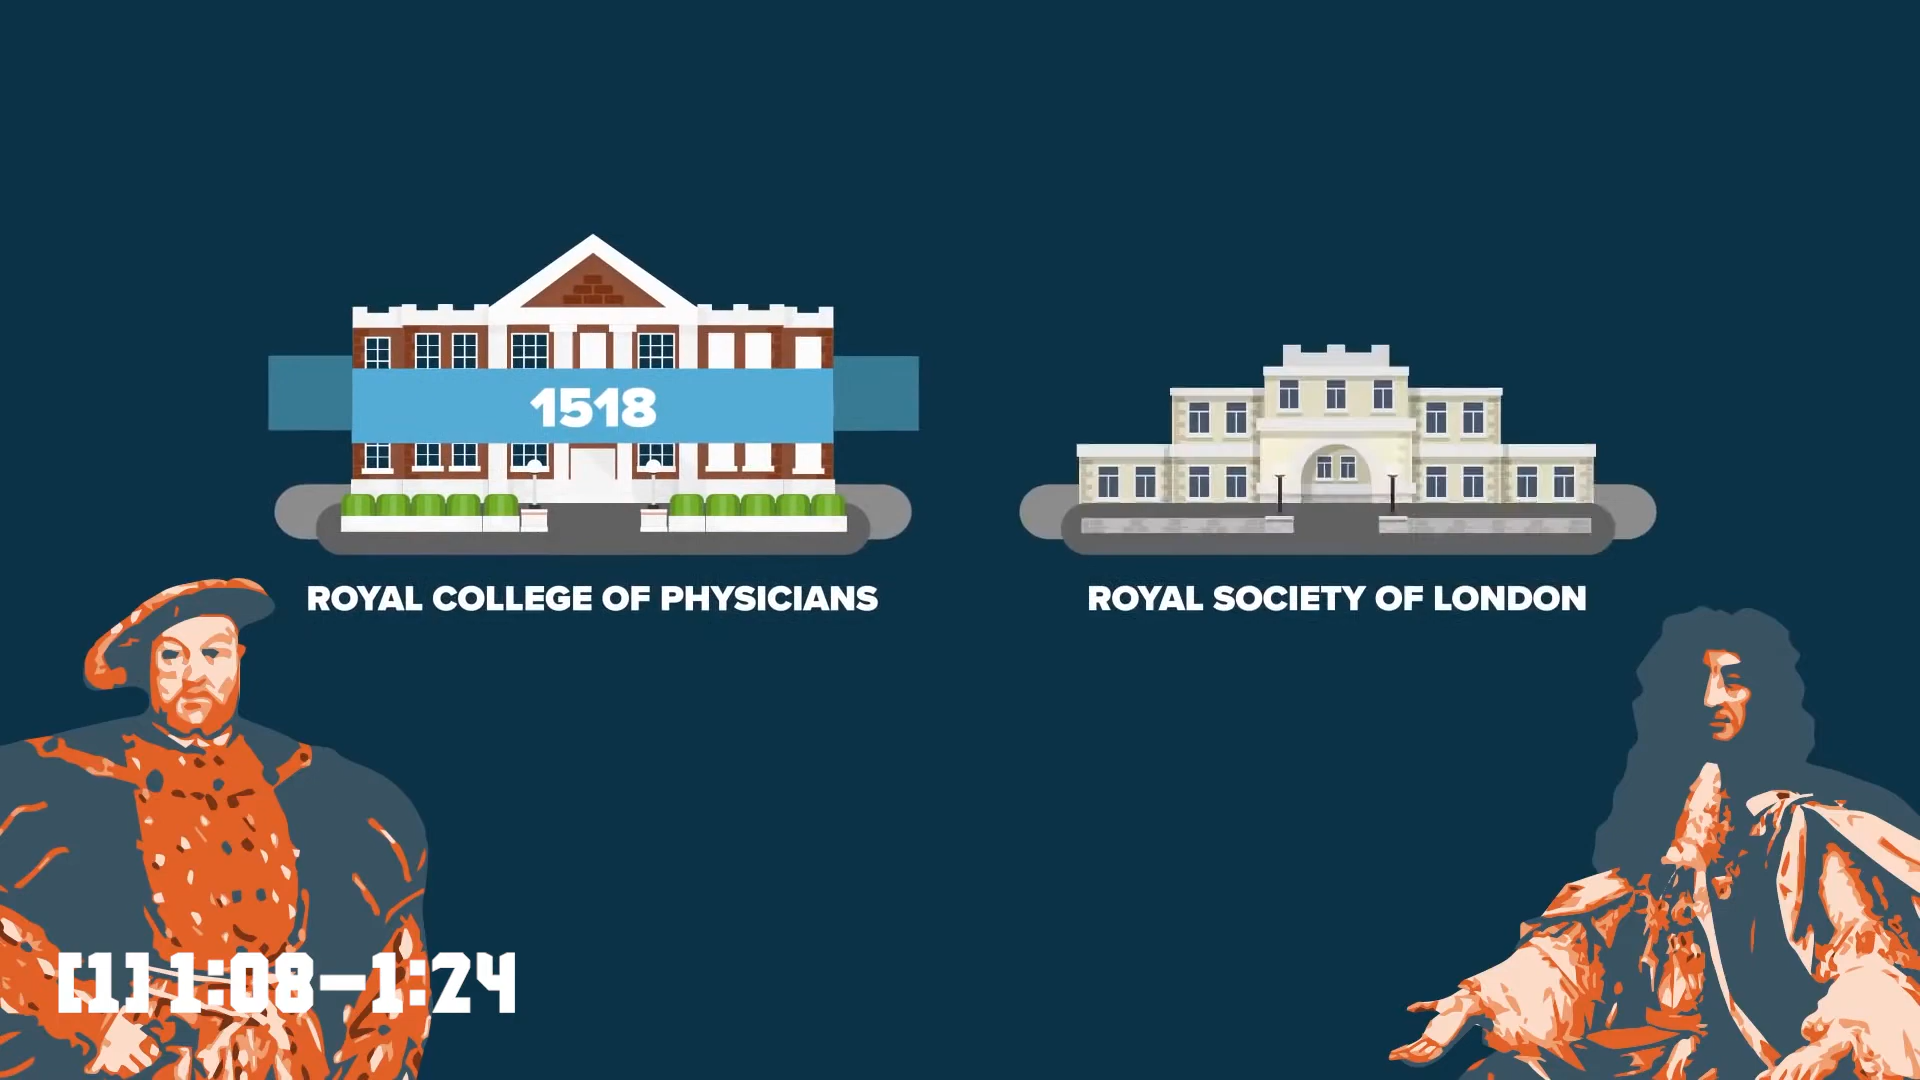 1518
ROYAL COLLEGE OF PHYSICIANS
ROYAL SOCIETY OF LONDON
[1] 1:08–1:24